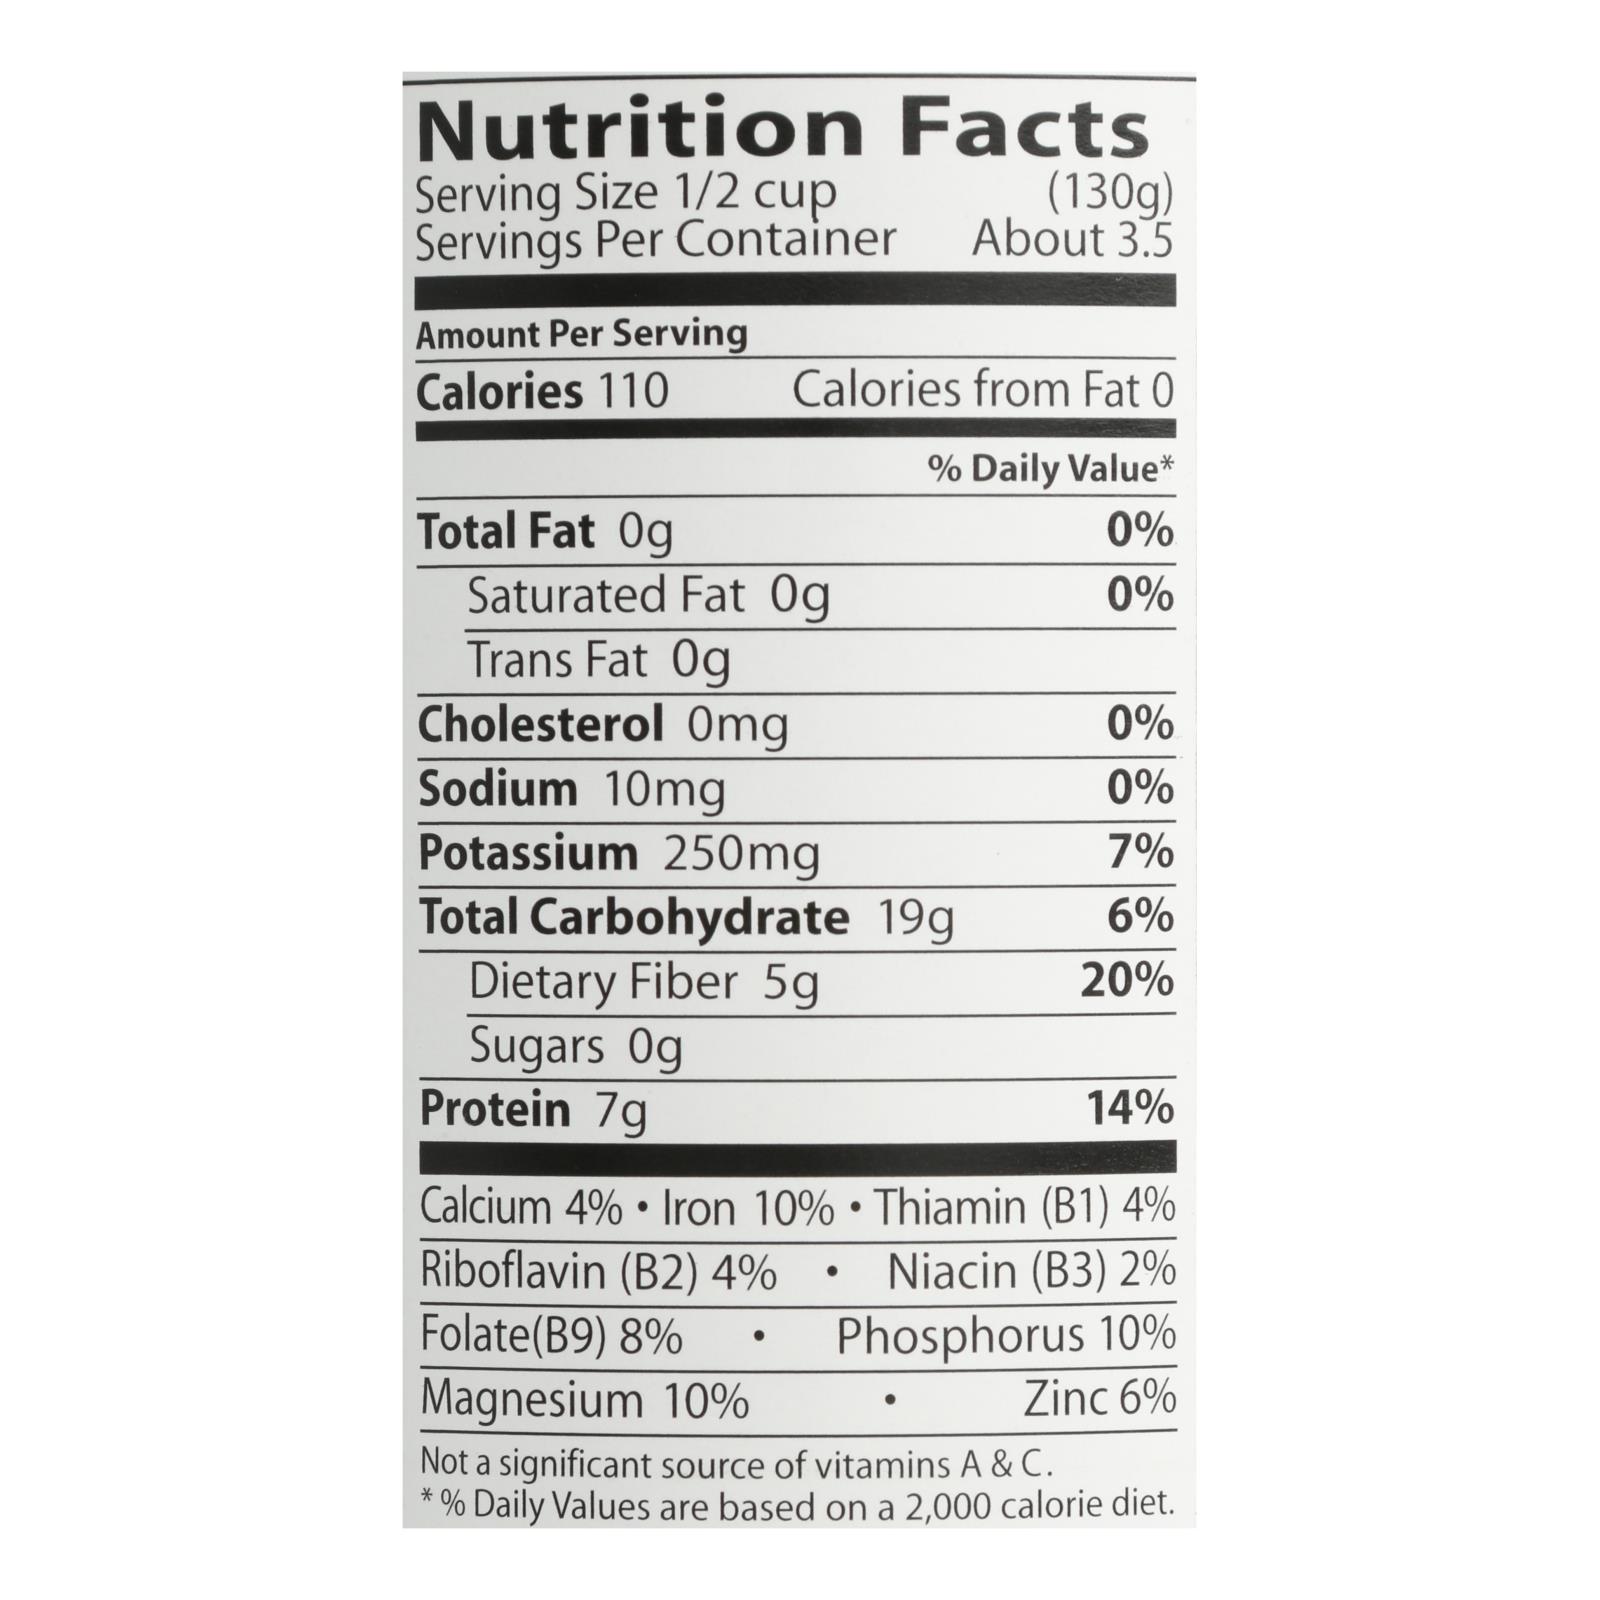 Nutrition Facts
Serving Size 1/2 cup (130g)
Servings Per Container About 3.5
Amount Per Serving
Calories 110 Calories from Fat 0
% Daily Value*
Total Fat 0g 0%
Saturated Fat 0g 0%
Trans Fat 0g
Cholesterol 0mg 0%
Sodium 10mg 0%
Potassium 250mg 7%
Total Carbohydrate 19g 6%
Dietary Fiber 5g 20%
Sugars 0g
Protein 7g 14%
Calcium 4% • Iron 10% • Thiamin (B1) 4%
Riboflavin (B2) 4% • Niacin (B3) 2%
Folate(B9) 8% • Phosphorus 10%
Magnesium 10% • Zinc 6%
Not a significant source of vitamins A & C.
* % Daily Values are based on a 2,000 calorie diet.